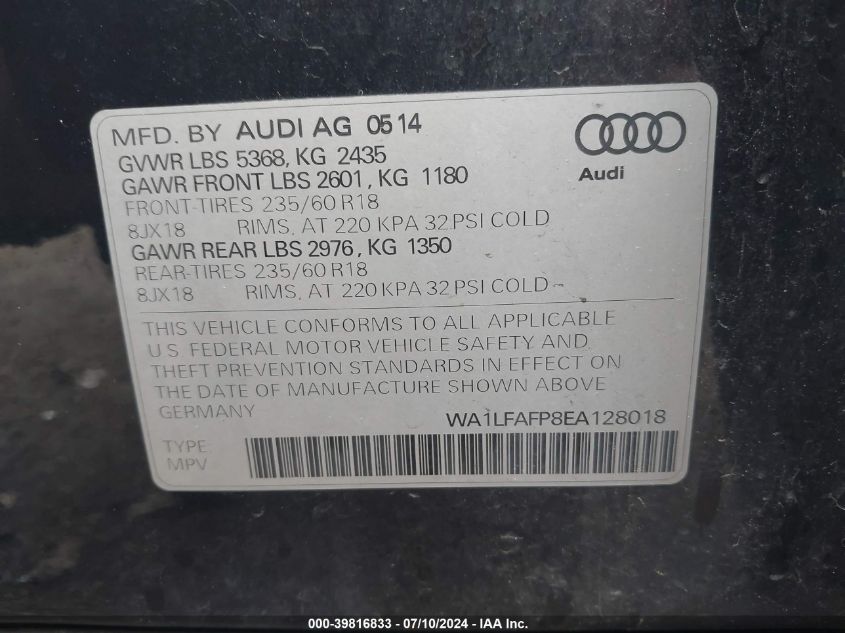 MFD. BY AUDI AG 0514
GVWR LBS 5368, KG 2435
GAWR FRONT LBS 2601, KG 1180
FRONT-TIRES 235/60 R18
8JX18 RIMS, AT 220 KPA 32 PSI COLD
GAWR REAR LBS 2976, KG 1350
REAR-TIRES 235/60 R18
8JX18 RIMS, AT 220 KPA 32 PSI COLD
Audi
THIS VEHICLE CONFORMS TO ALL APPLICABLE
U.S. FEDERAL MOTOR VEHICLE SAFETY AND
THEFT PREVENTION STANDARDS IN EFFECT ON
THE DATE OF MANUFACTURE SHOWN ABOVE
GERMANY WA1LFAFP8EA128018
TYPE:
MPV
000-39816833 - 07/10/2024 - IAA Inc.